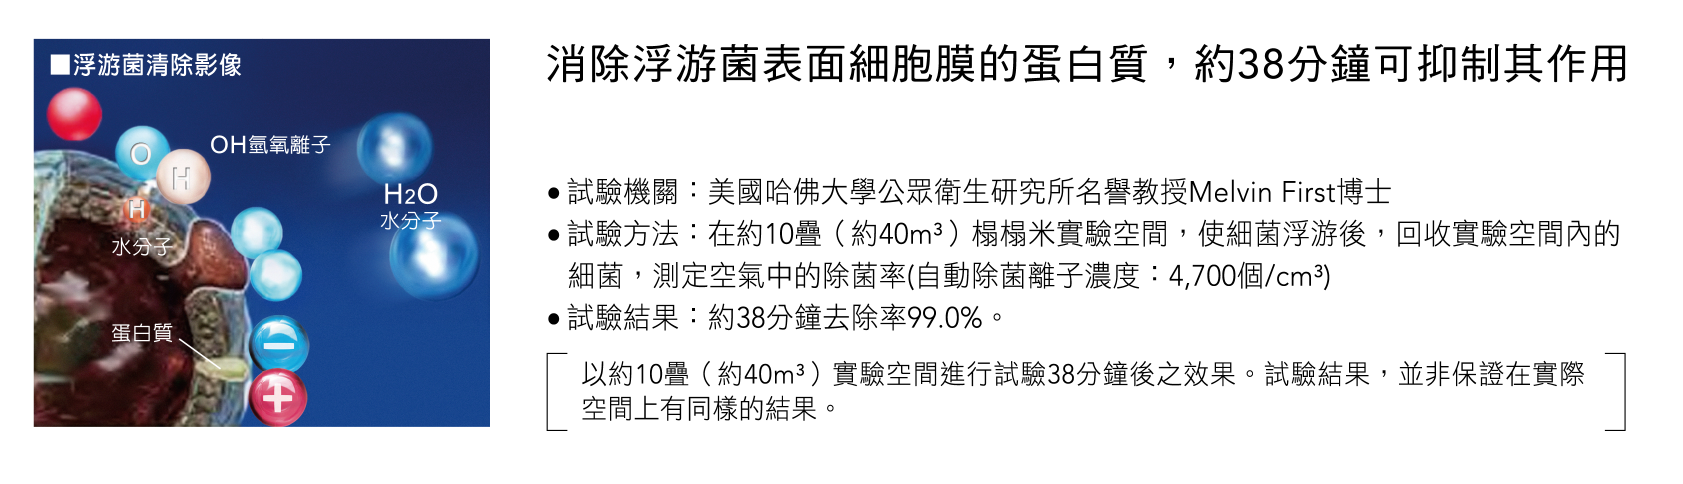 ■浮游菌清除影像
O
H
OH氫氧離子
H2O
水分子
H
水分子
蛋白質
消除浮游菌表面細胞膜的蛋白質，約38分鐘可抑制其作用
●試驗機關：美國哈佛大學公眾衛生研究所名譽教授Melvin First博士
●試驗方法：在約10疊（約40m³）榻榻米實驗空間，使細菌浮游後，回收實驗空間內的
細菌，測定空氣中的除菌率(自動除菌離子濃度：4,700個/cm³)
●試驗結果：約38分鐘去除率99.0%。
以約10疊（約40m³）實驗空間進行試驗38分鐘後之效果。試驗結果，並非保證在實際
空間上有同樣的結果。